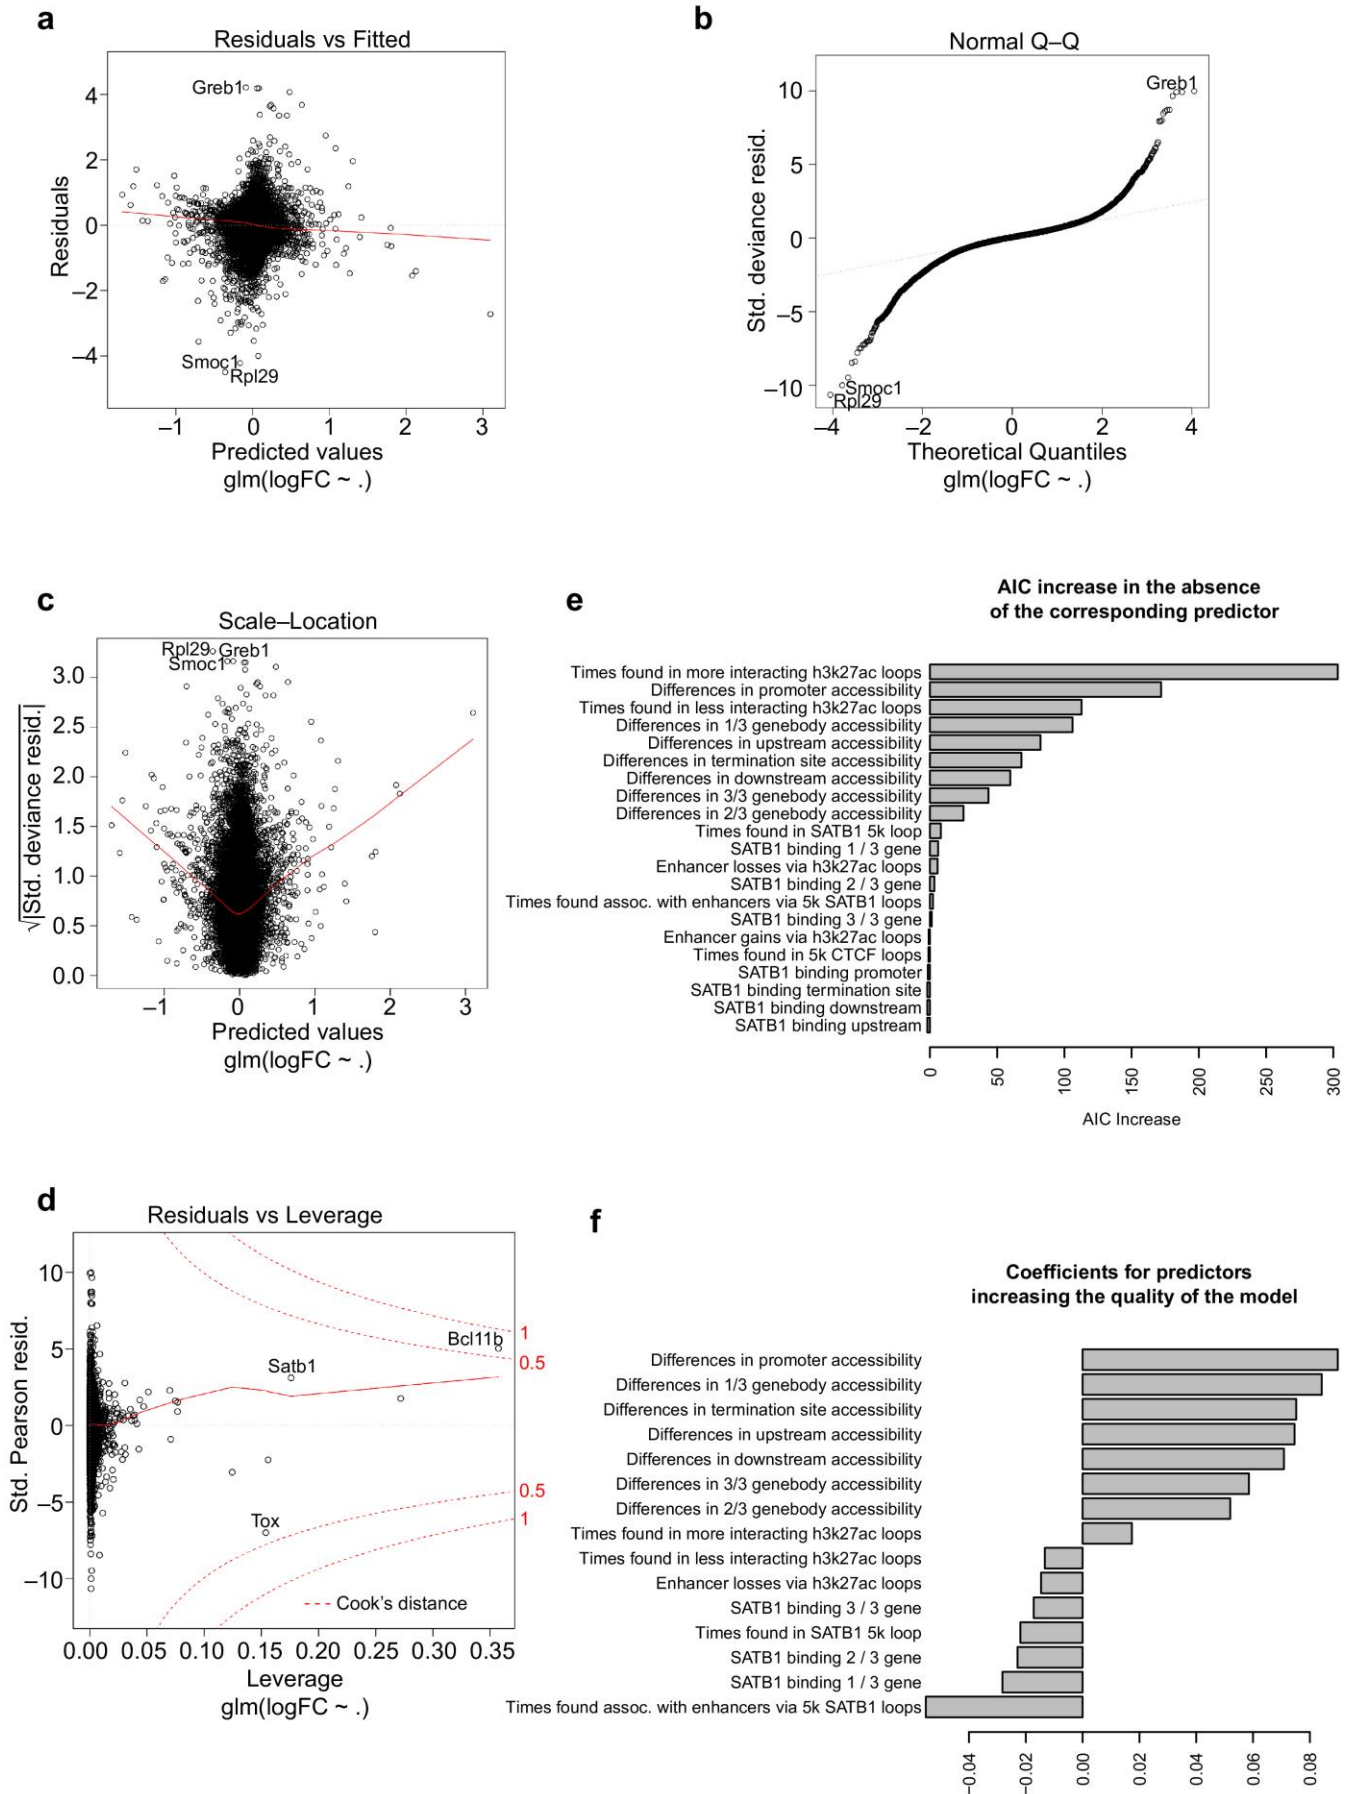 a
Residuals vs Fitted
Residuals
4
2
0
−2
−4
Greb1
Smoc1
Rpl29
−1 0 1 2 3
Predicted values
glm(logFC ~ .)
b
Normal Q–Q
Std. deviance resid.
10
5
0
−5
−10
Greb1
Smoc1
Rpl29
−4 −2 0 2 4
Theoretical Quantiles
glm(logFC ~ .)
c
Scale–Location
√|Std. deviance resid.|
3.0
2.5
2.0
1.5
1.0
0.5
0.0
Rpl29 Greb1
Smoc1
−1 0 1 2 3
Predicted values
glm(logFC ~ .)
e
AIC increase in the absence
of the corresponding predictor
Times found in more interacting h3k27ac loops
Differences in promoter accessibility
Times found in less interacting h3k27ac loops
Differences in 1/3 genebody accessibility
Differences in upstream accessibility
Differences in termination site accessibility
Differences in downstream accessibility
Differences in 3/3 genebody accessibility
Differences in 2/3 genebody accessibility
Times found in SATB1 5k loop
SATB1 binding 1 / 3 gene
Enhancer losses via h3k27ac loops
SATB1 binding 2 / 3 gene
Times found assoc. with enhancers via 5k SATB1 loops
SATB1 binding 3 / 3 gene
Enhancer gains via h3k27ac loops
Times found in 5k CTCF loops
SATB1 binding promoter
SATB1 binding termination site
SATB1 binding downstream
SATB1 binding upstream
0 50 100 150 200 250 300
AIC Increase
d
Residuals vs Leverage
Std. Pearson resid.
10
5
0
−5
−10
Bcl11b
Satb1
Tox
1
0.5
0.5
1
Cook's distance
0.00 0.05 0.10 0.15 0.20 0.25 0.30 0.35
Leverage
glm(logFC ~ .)
f
Coefficients for predictors
increasing the quality of the model
Differences in promoter accessibility
Differences in 1/3 genebody accessibility
Differences in termination site accessibility
Differences in upstream accessibility
Differences in downstream accessibility
Differences in 3/3 genebody accessibility
Differences in 2/3 genebody accessibility
Times found in more interacting h3k27ac loops
Times found in less interacting h3k27ac loops
Enhancer losses via h3k27ac loops
SATB1 binding 3 / 3 gene
Times found in SATB1 5k loop
SATB1 binding 2 / 3 gene
SATB1 binding 1 / 3 gene
Times found assoc. with enhancers via 5k SATB1 loops
−0.04 −0.02 0.00 0.02 0.04 0.06 0.08